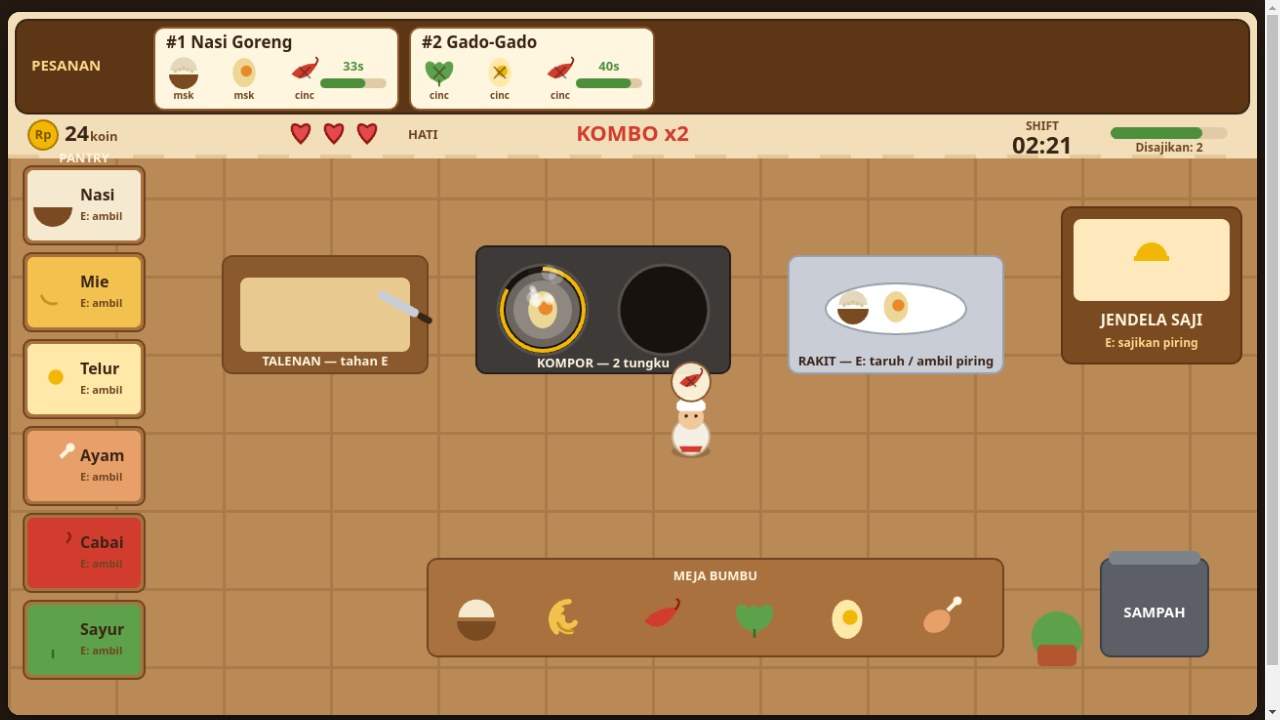 PESANAN
#1 Nasi Goreng
33s
msk
msk
cinc
#2 Gado-Gado
40s
cinc
cinc
cinc
Rp
24 koin
HATI
KOMBO x2
SHIFT
02:21
Disajikan: 2
PANTRY
Nasi
E: ambil
Mie
E: ambil
Telur
E: ambil
Ayam
E: ambil
Cabai
E: ambil
Sayur
E: ambil
TALENAN — tahan E
KOMPOR — 2 tungku
RAKIT — E: taruh / ambil piring
JENDELA SAJI
E: sajikan piring
MEJA BUMBU
SAMPAH